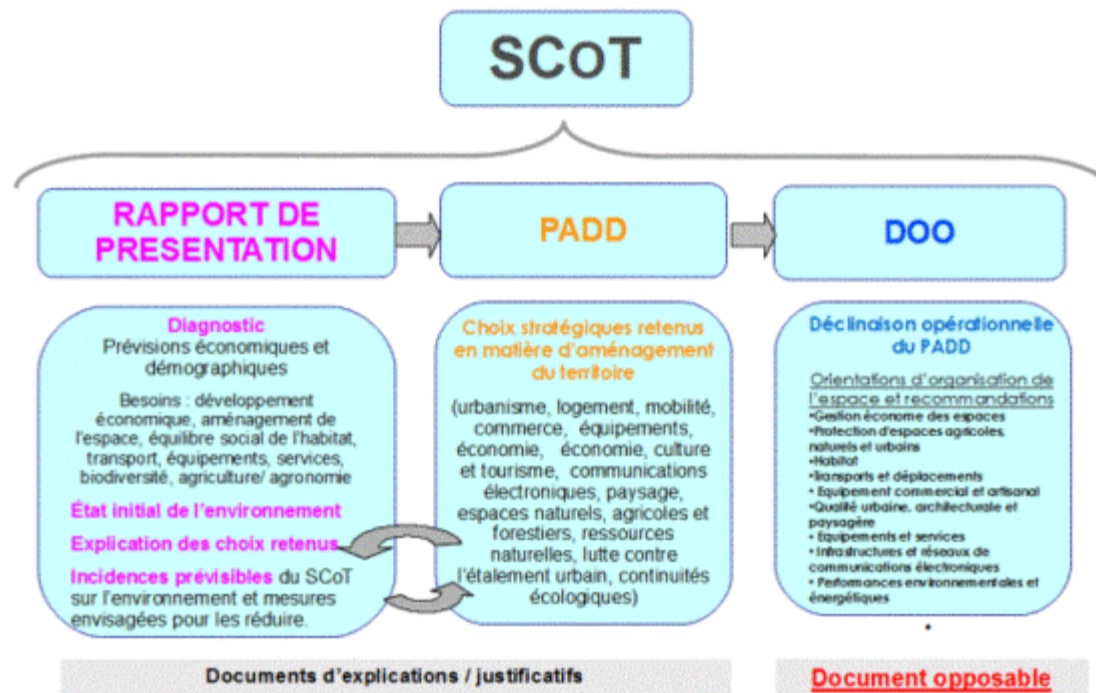 SCOT
RAPPORT DE
PRESENTATION
PADD
DOO
Diagnostic
Prévisions économiques et
démographiques
Besoins : développement
économique, aménagement de
l'espace, équilibre social de l'habitat,
transport, équipements, services,
biodiversité, agriculture/ agronomie
État initial de l'environnement
Explication des choix retenus
Incidences prévisibles du SCoT
sur l'environnement et mesures
envisagées pour les réduire.
Choix stratégiques retenus
en matière d'aménagement
du territoire
(urbanisme, logement, mobilité,
commerce, équipements,
économie, économie, culture
et tourisme, communications
électroniques, paysage,
espaces naturels, agricoles et
forestiers, ressources
naturelles, lutte contre
l'étalement urbain, continuités
écologiques)
Déclinaison opérationnelle
du PADD
Orientations d'organisation de
l'espace et recommandations
•Gestion économe des espaces
•Protection d'espaces agricoles,
naturels et urbains
•Habitat
•Transports et déplacements
• Equipement commercial et artisanal
•Qualité urbaine, architecturale et
paysagère
• Equipements et services
• Infrastructures et réseaux de
communications électroniques
• Performances environnementales et
énergétiques
•
Documents d'explications / justificatifs
Document opposable